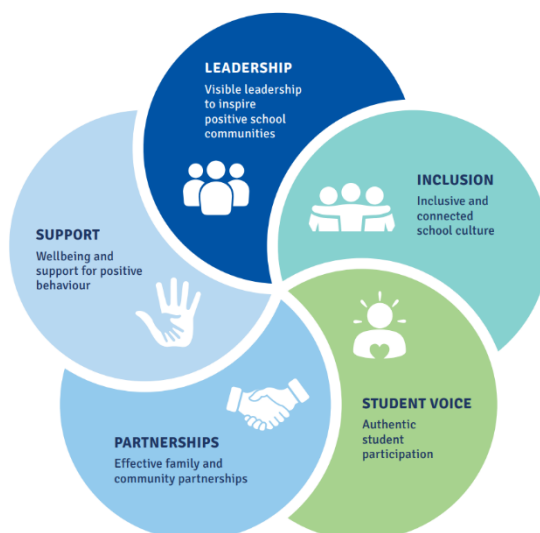 LEADERSHIP
Visible leadership
to inspire
positive school
communities
INCLUSION
Inclusive and
connected
school culture
STUDENT VOICE
Authentic
student
participation
PARTNERSHIPS
Effective family and
community partnerships
SUPPORT
Wellbeing and
support for positive
behaviour